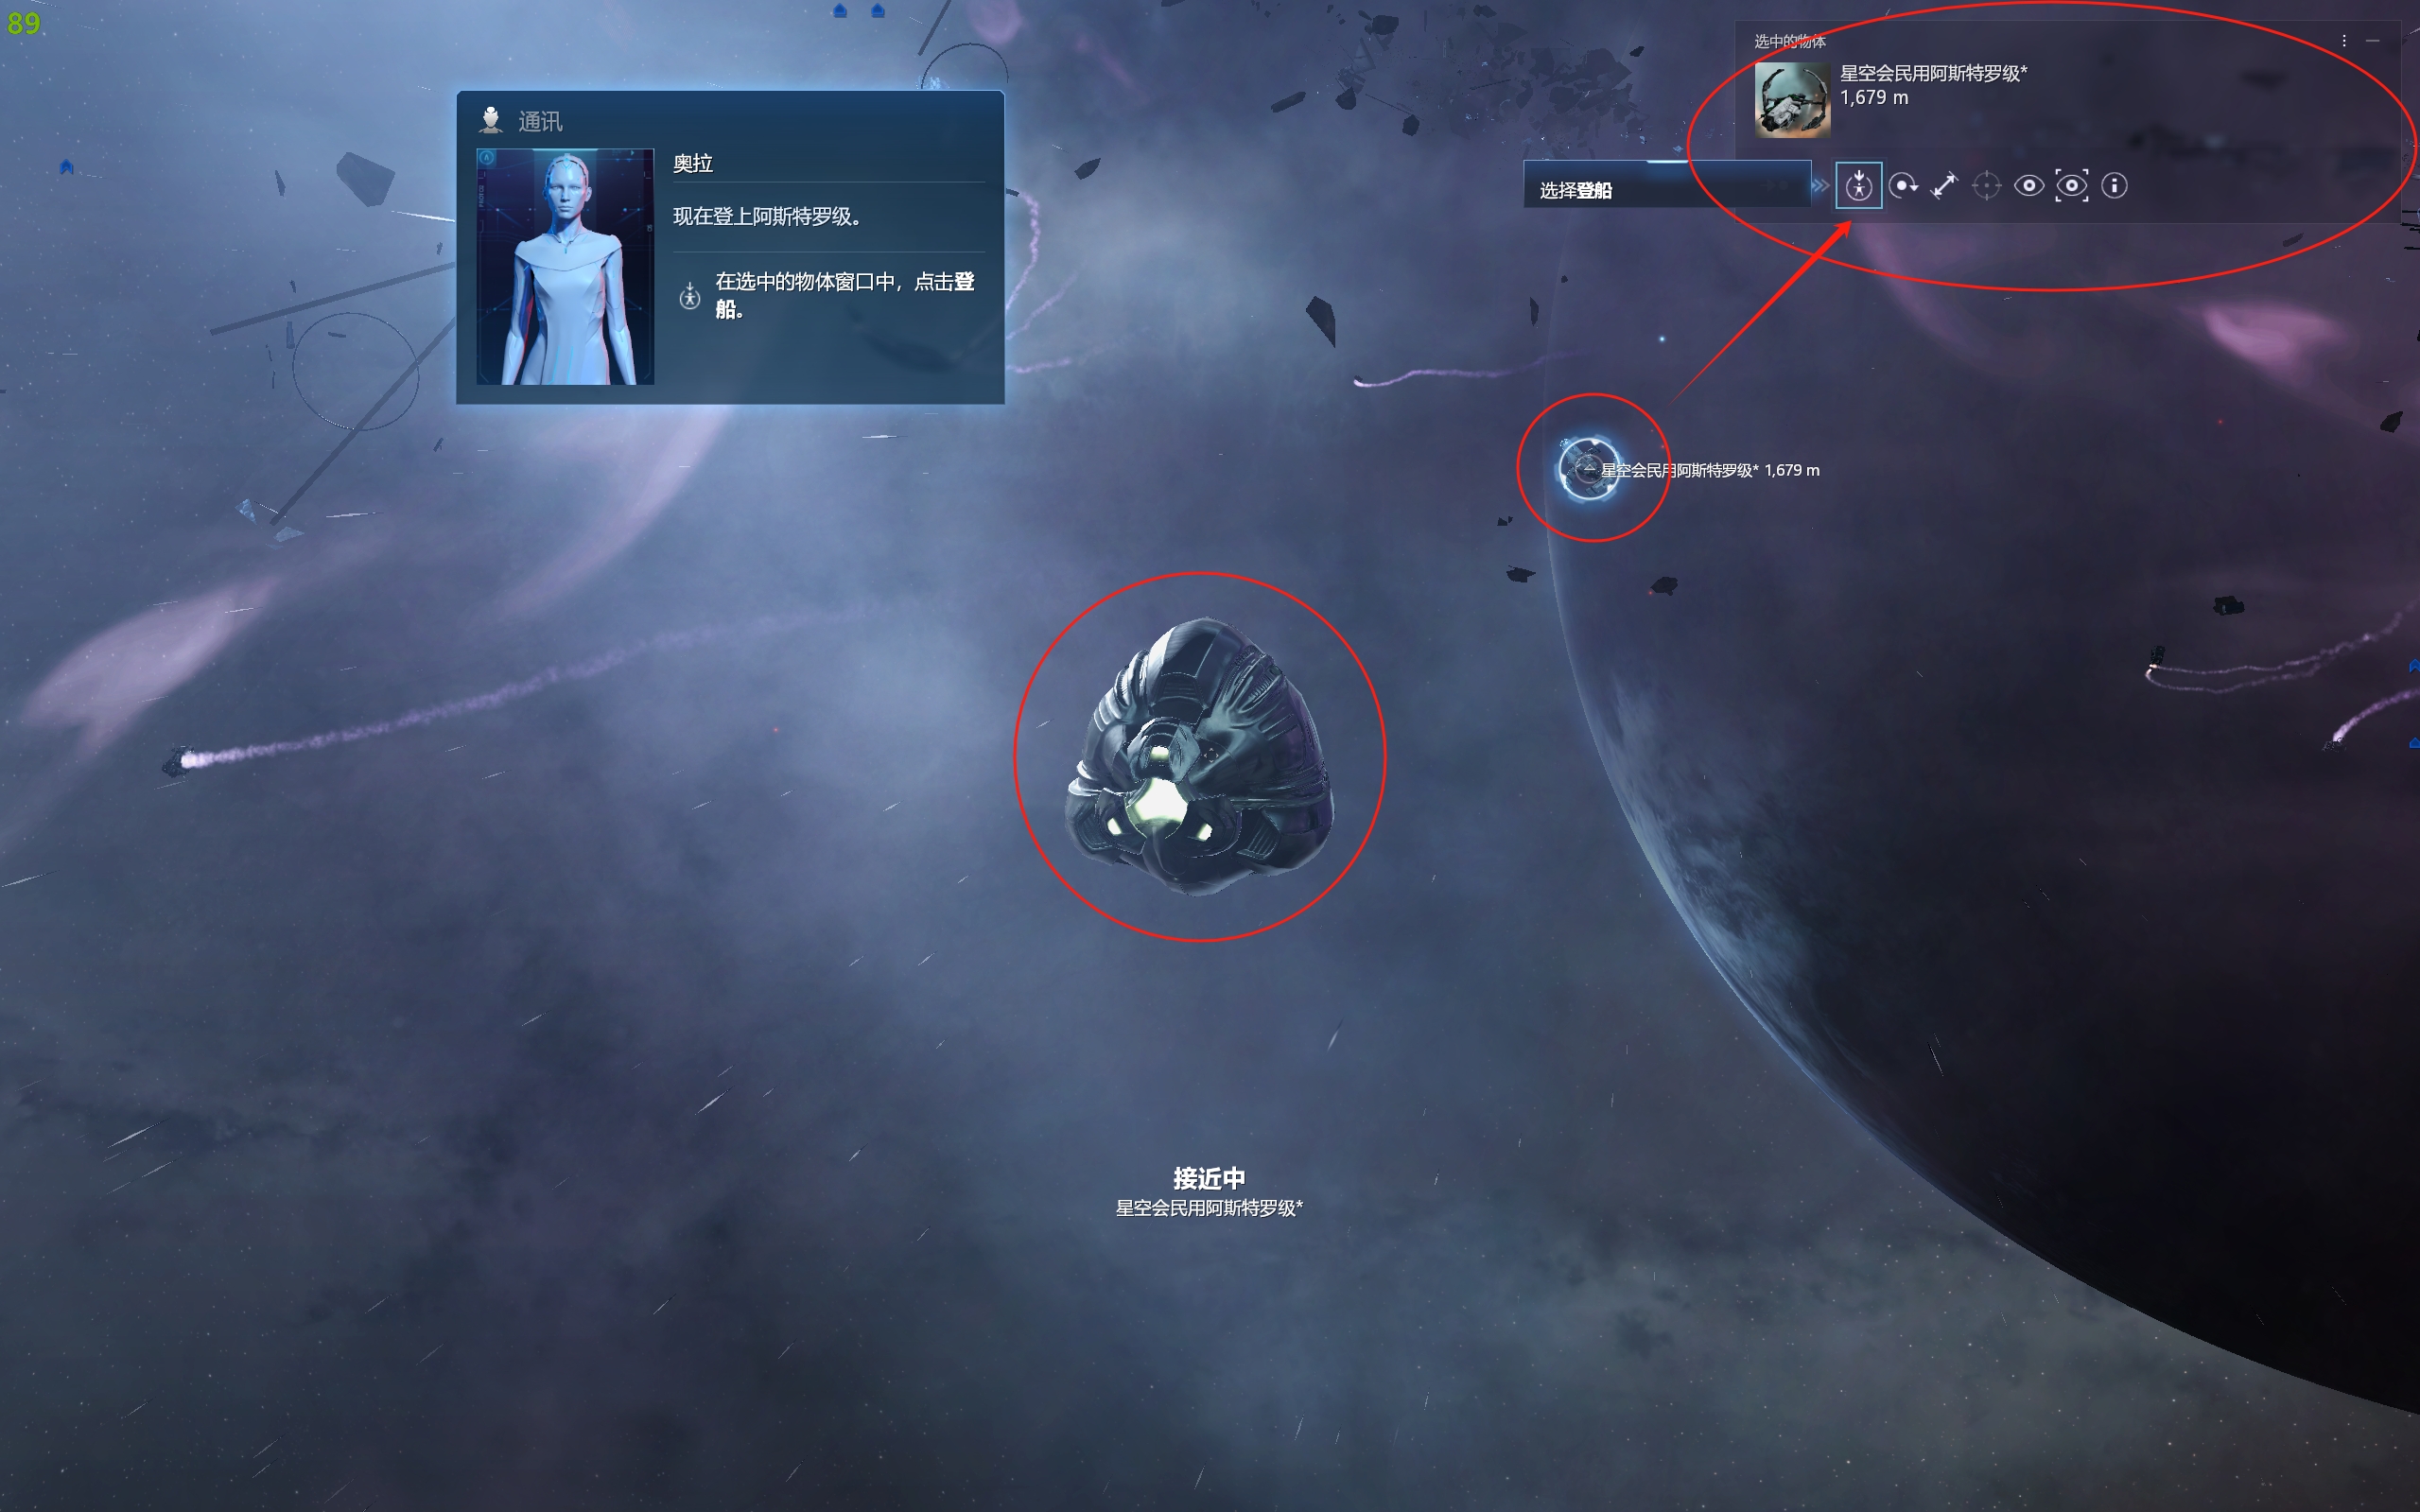 89
通讯
奥拉
现在登上阿斯特罗级。
在选中的物体窗口中，点击登
船。
选中的物体
星空会民用阿斯特罗级*
1,679 m
选择登船
星空会民用阿斯特罗级* 1,679 m
接近中
星空会民用阿斯特罗级*